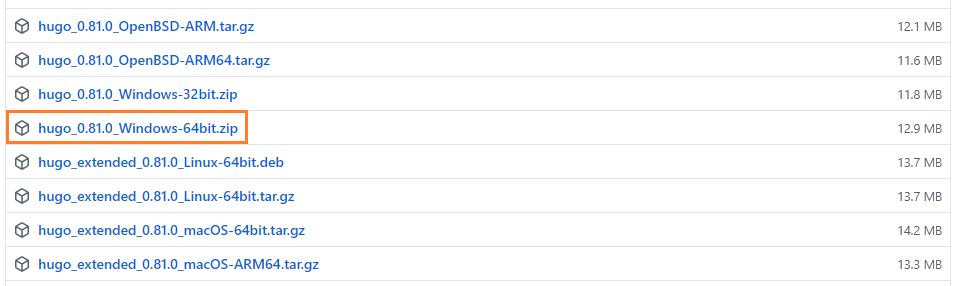 hugo_0.81.0_OpenBSD-ARM.tar.gz 12.1 MB
hugo_0.81.0_OpenBSD-ARM64.tar.gz 11.6 MB
hugo_0.81.0_Windows-32bit.zip 11.8 MB
hugo_0.81.0_Windows-64bit.zip 12.9 MB
hugo_extended_0.81.0_Linux-64bit.deb 13.7 MB
hugo_extended_0.81.0_Linux-64bit.tar.gz 13.7 MB
hugo_extended_0.81.0_macOS-64bit.tar.gz 14.2 MB
hugo_extended_0.81.0_macOS-ARM64.tar.gz 13.3 MB